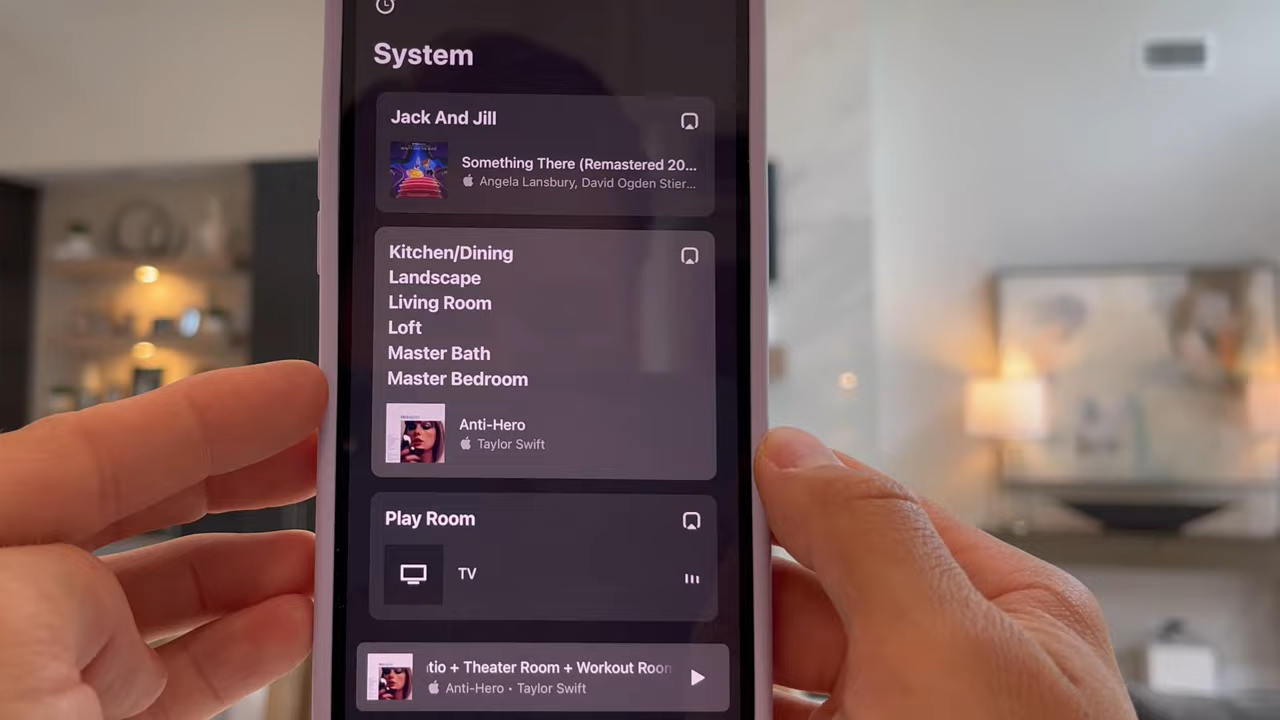 System
Jack And Jill
Something There (Remastered 20...
Angela Lansbury, David Ogden Stier...
Kitchen/Dining
Landscape
Living Room
Loft
Master Bath
Master Bedroom
Anti-Hero
Taylor Swift
Play Room
TV
tio + Theater Room + Workout Room
Anti-Hero • Taylor Swift